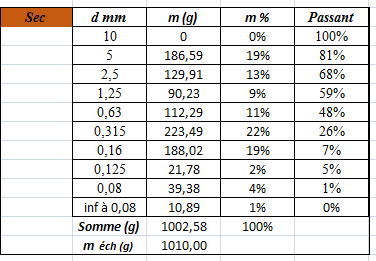 Sec d mm m (g) m % Passant
10 0 0% 100%
5 186,59 19% 81%
2,5 129,91 13% 68%
1,25 90,23 9% 59%
0,63 112,29 11% 48%
0,315 223,49 22% 26%
0,16 188,02 19% 7%
0,125 21,78 2% 5%
0,08 39,38 4% 1%
inf à 0,08 10,89 1% 0%
Somme (g) 1002,58 100%
m éch (g) 1010,00